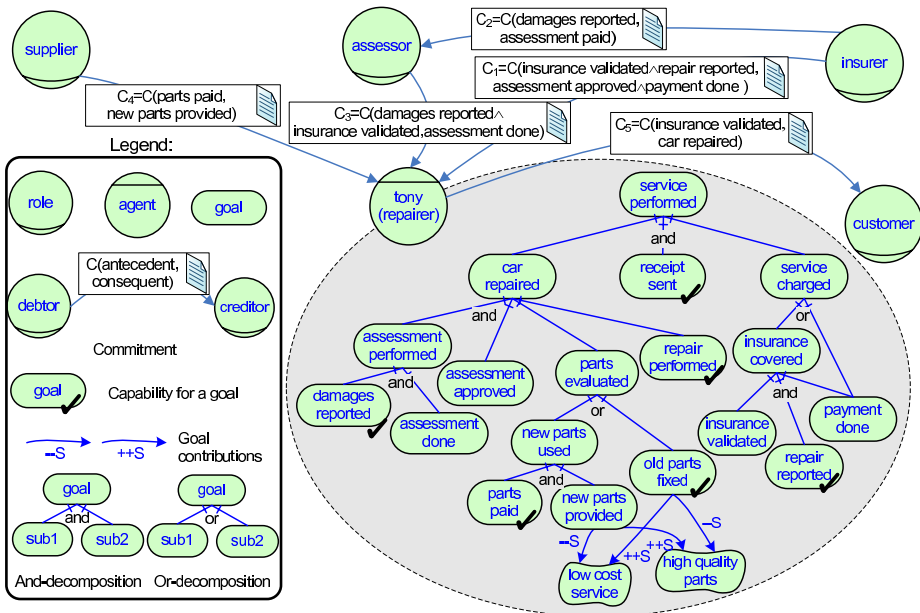 supplier
assessor
C2=C(damages reported,
assessment paid)
insurer
C1=C(insurance validated∧repair reported,
assessment approved∧payment done )
C4=C(parts paid,
new parts provided)
C3=C(damages reported∧
insurance validated,assessment done)
C5=C(insurance validated,
car repaired)
Legend:
role
agent
goal
debtor
C(antecedent,
consequent)
creditor
Commitment
goal
Capability for a goal
--S
++S
Goal
contributions
goal
and
sub1
sub2
goal
or
sub1
sub2
And-decomposition
Or-decomposition
tony
(repairer)
customer
service
performed
and
car
repaired
receipt
sent
service
charged
and
or
assessment
performed
assessment
approved
parts
evaluated
repair
performed
insurance
covered
and
or
and
damages
reported
assessment
done
new parts
used
old parts
fixed
insurance
validated
repair
reported
payment
done
and
parts
paid
new parts
provided
--S
++S
++S
--S
low cost
service
high quality
parts